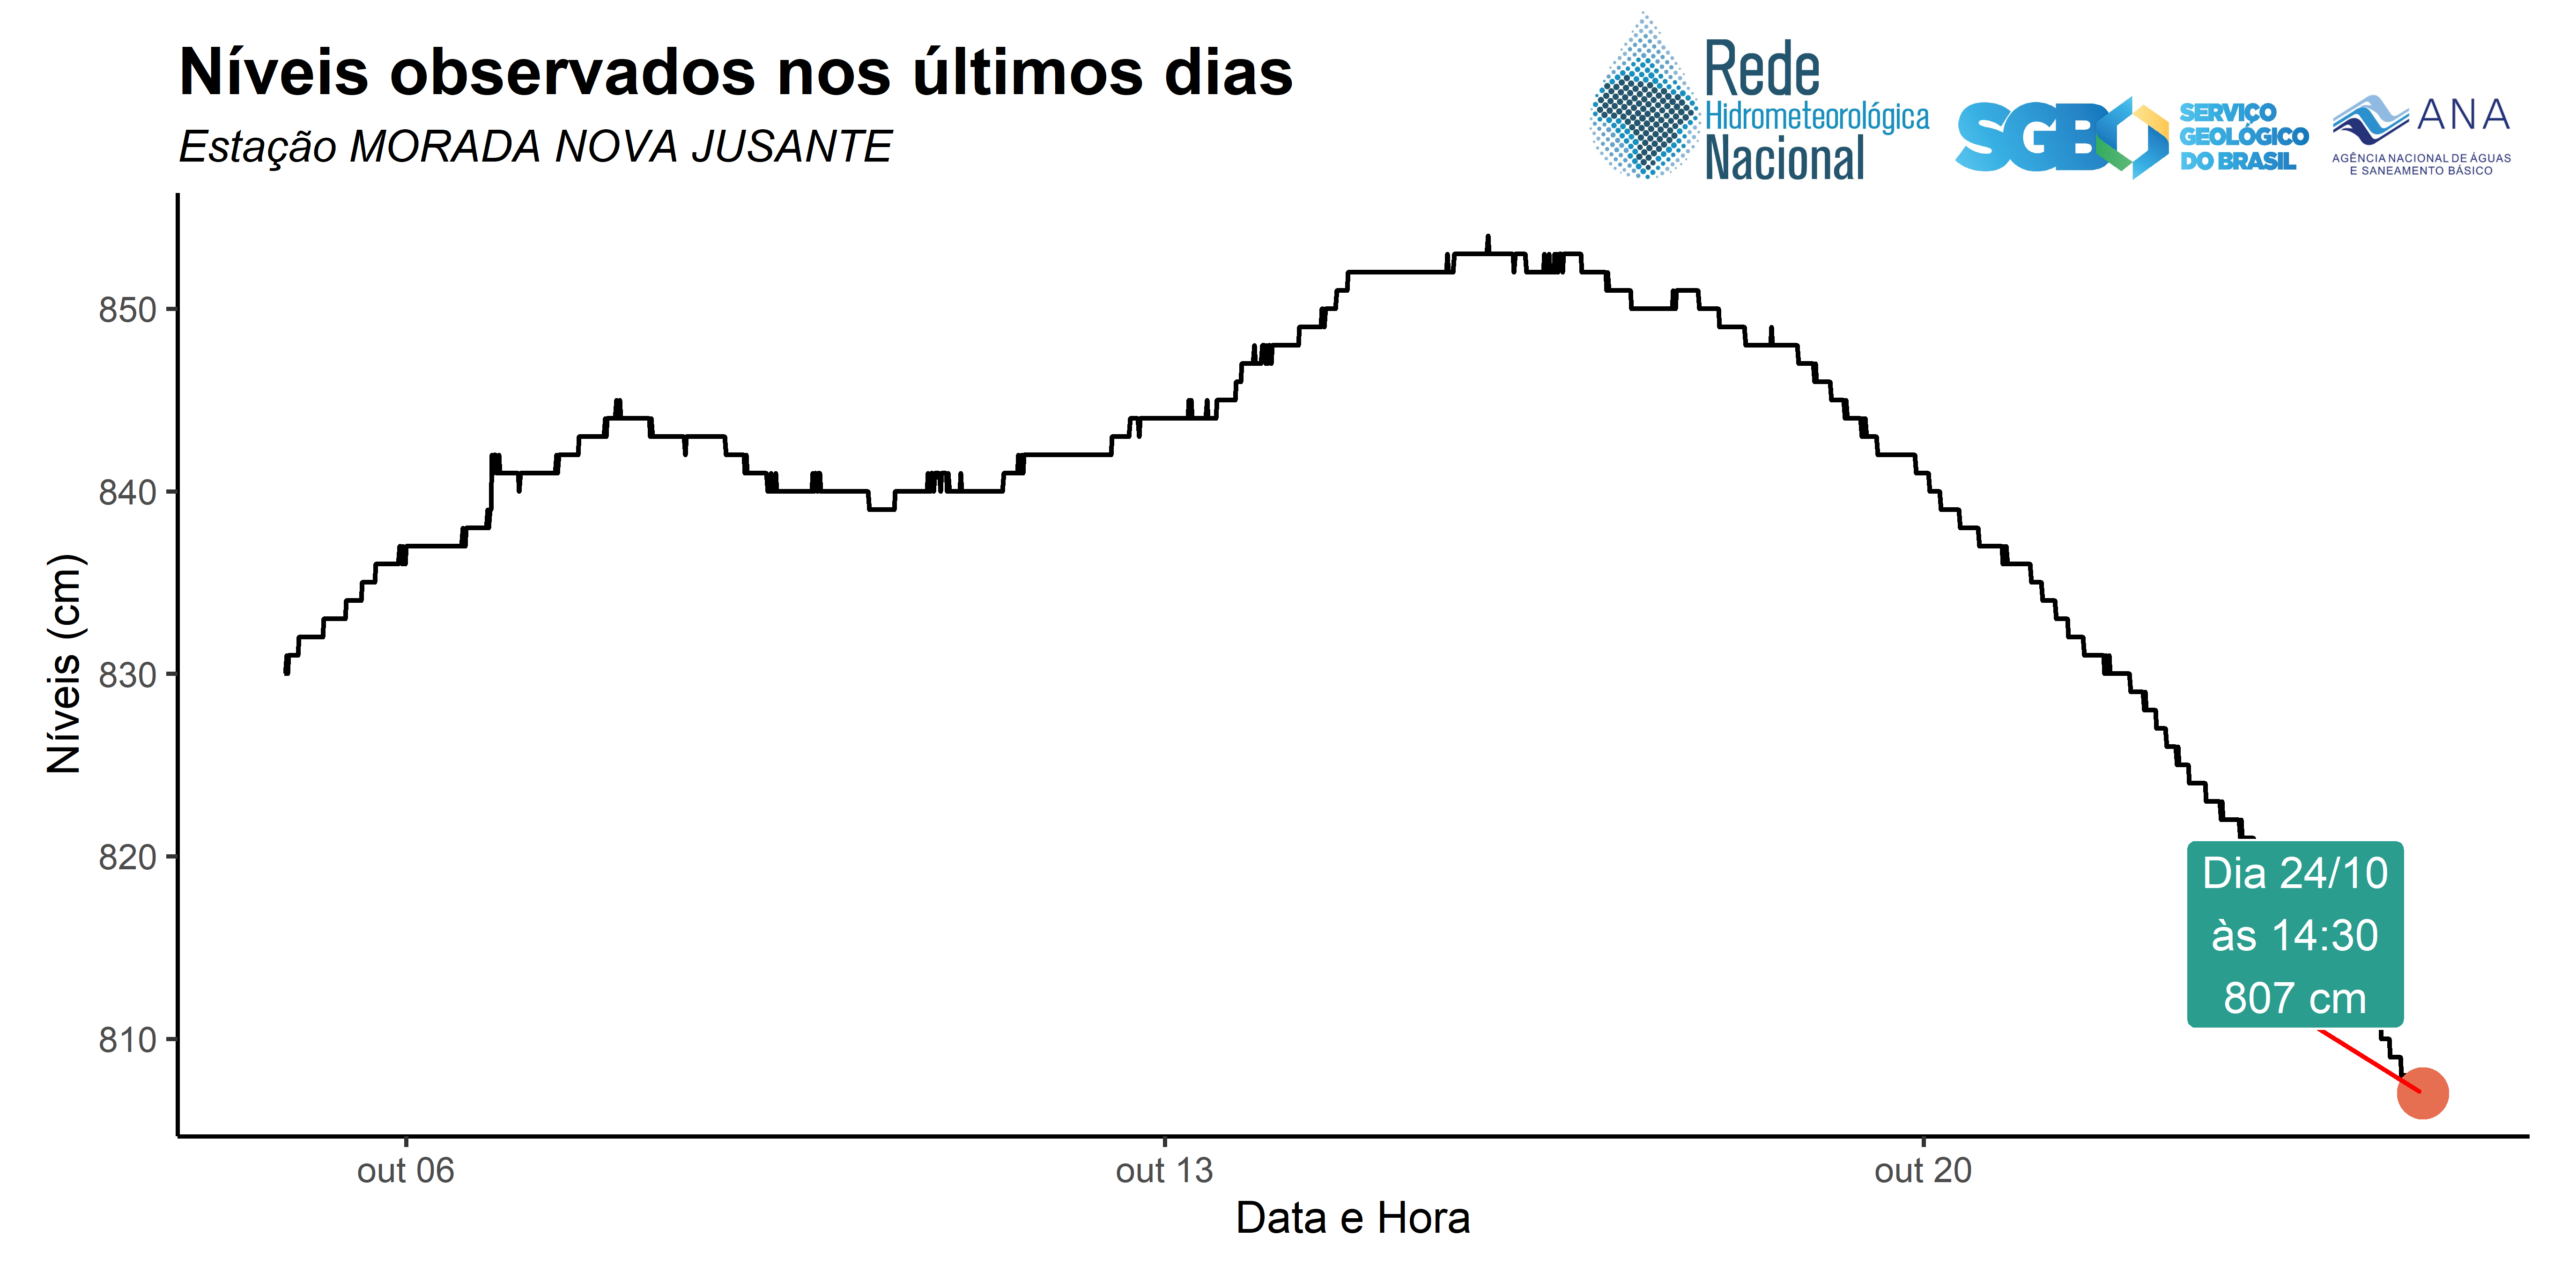 Níveis observados nos últimos dias
Estação MORADA NOVA JUSANTE
Rede
Hidrometeorológica
Nacional
SGB
SERVIÇO
GEOLÓGICO
DO BRASIL
ANA
AGÊNCIA NACIONAL DE ÁGUAS
E SANEAMENTO BÁSICO
Níveis (cm)
850
840
830
820
810
Dia 24/10
às 14:30
807 cm
out 06
out 13
out 20
Data e Hora